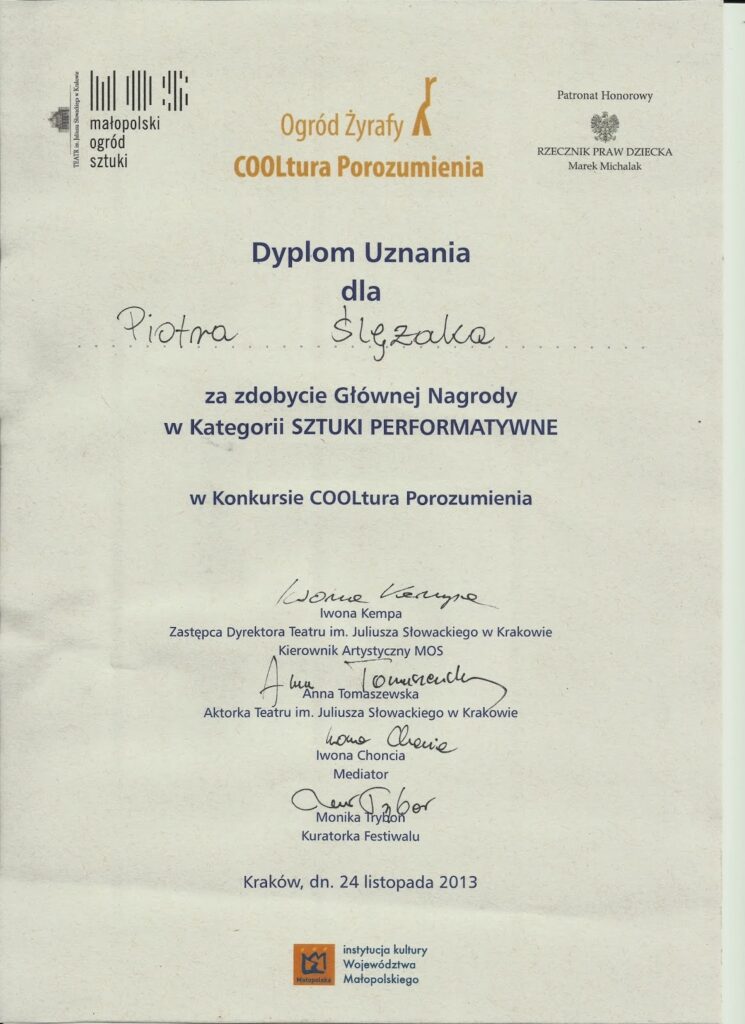 TEATR im. Juliusza Słowackiego w Krakowie
MOS
małopolski
ogród
sztuki
Ogród Żyrafy
COOLtura Porozumienia
Patronat Honorowy
RZECZNIK PRAW DZIECKA
Marek Michalak
Dyplom Uznania
dla
Piotra Ślęzaka
za zdobycie Głównej Nagrody
w Kategorii SZTUKI PERFORMATYWNE
w Konkursie COOLtura Porozumienia
Iwona Kempa
Iwona Kempa
Zastępca Dyrektora Teatru im. Juliusza Słowackiego w Krakowie
Kierownik Artystyczny MOS
Anna Tomaszewska
Anna Tomaszewska
Aktorka Teatru im. Juliusza Słowackiego w Krakowie
Iwona Choncia
Iwona Choncia
Mediator
Monika Tryboń
Kuratorka Festiwalu
Kraków, dn. 24 listopada 2013
Małopolska
instytucja kultury
Województwa
Małopolskiego